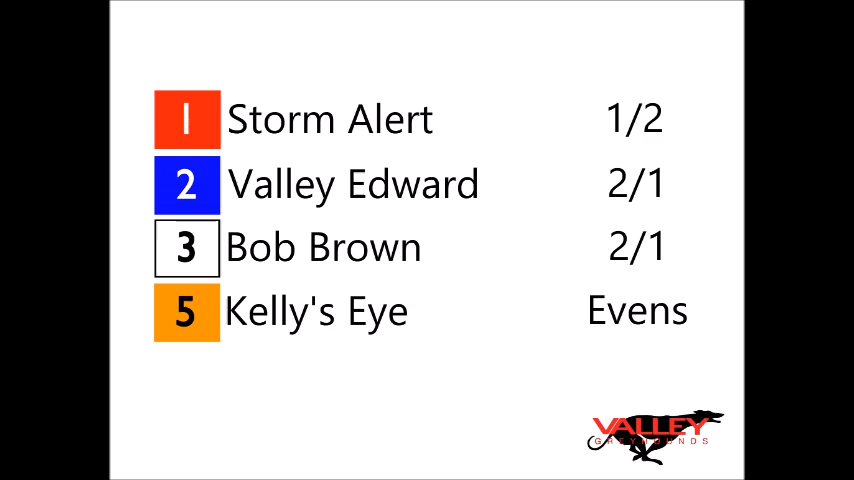 1 Storm Alert 1/2
2 Valley Edward 2/1
3 Bob Brown 2/1
5 Kelly's Eye Evens
VALLEY
GREYHOUNDS